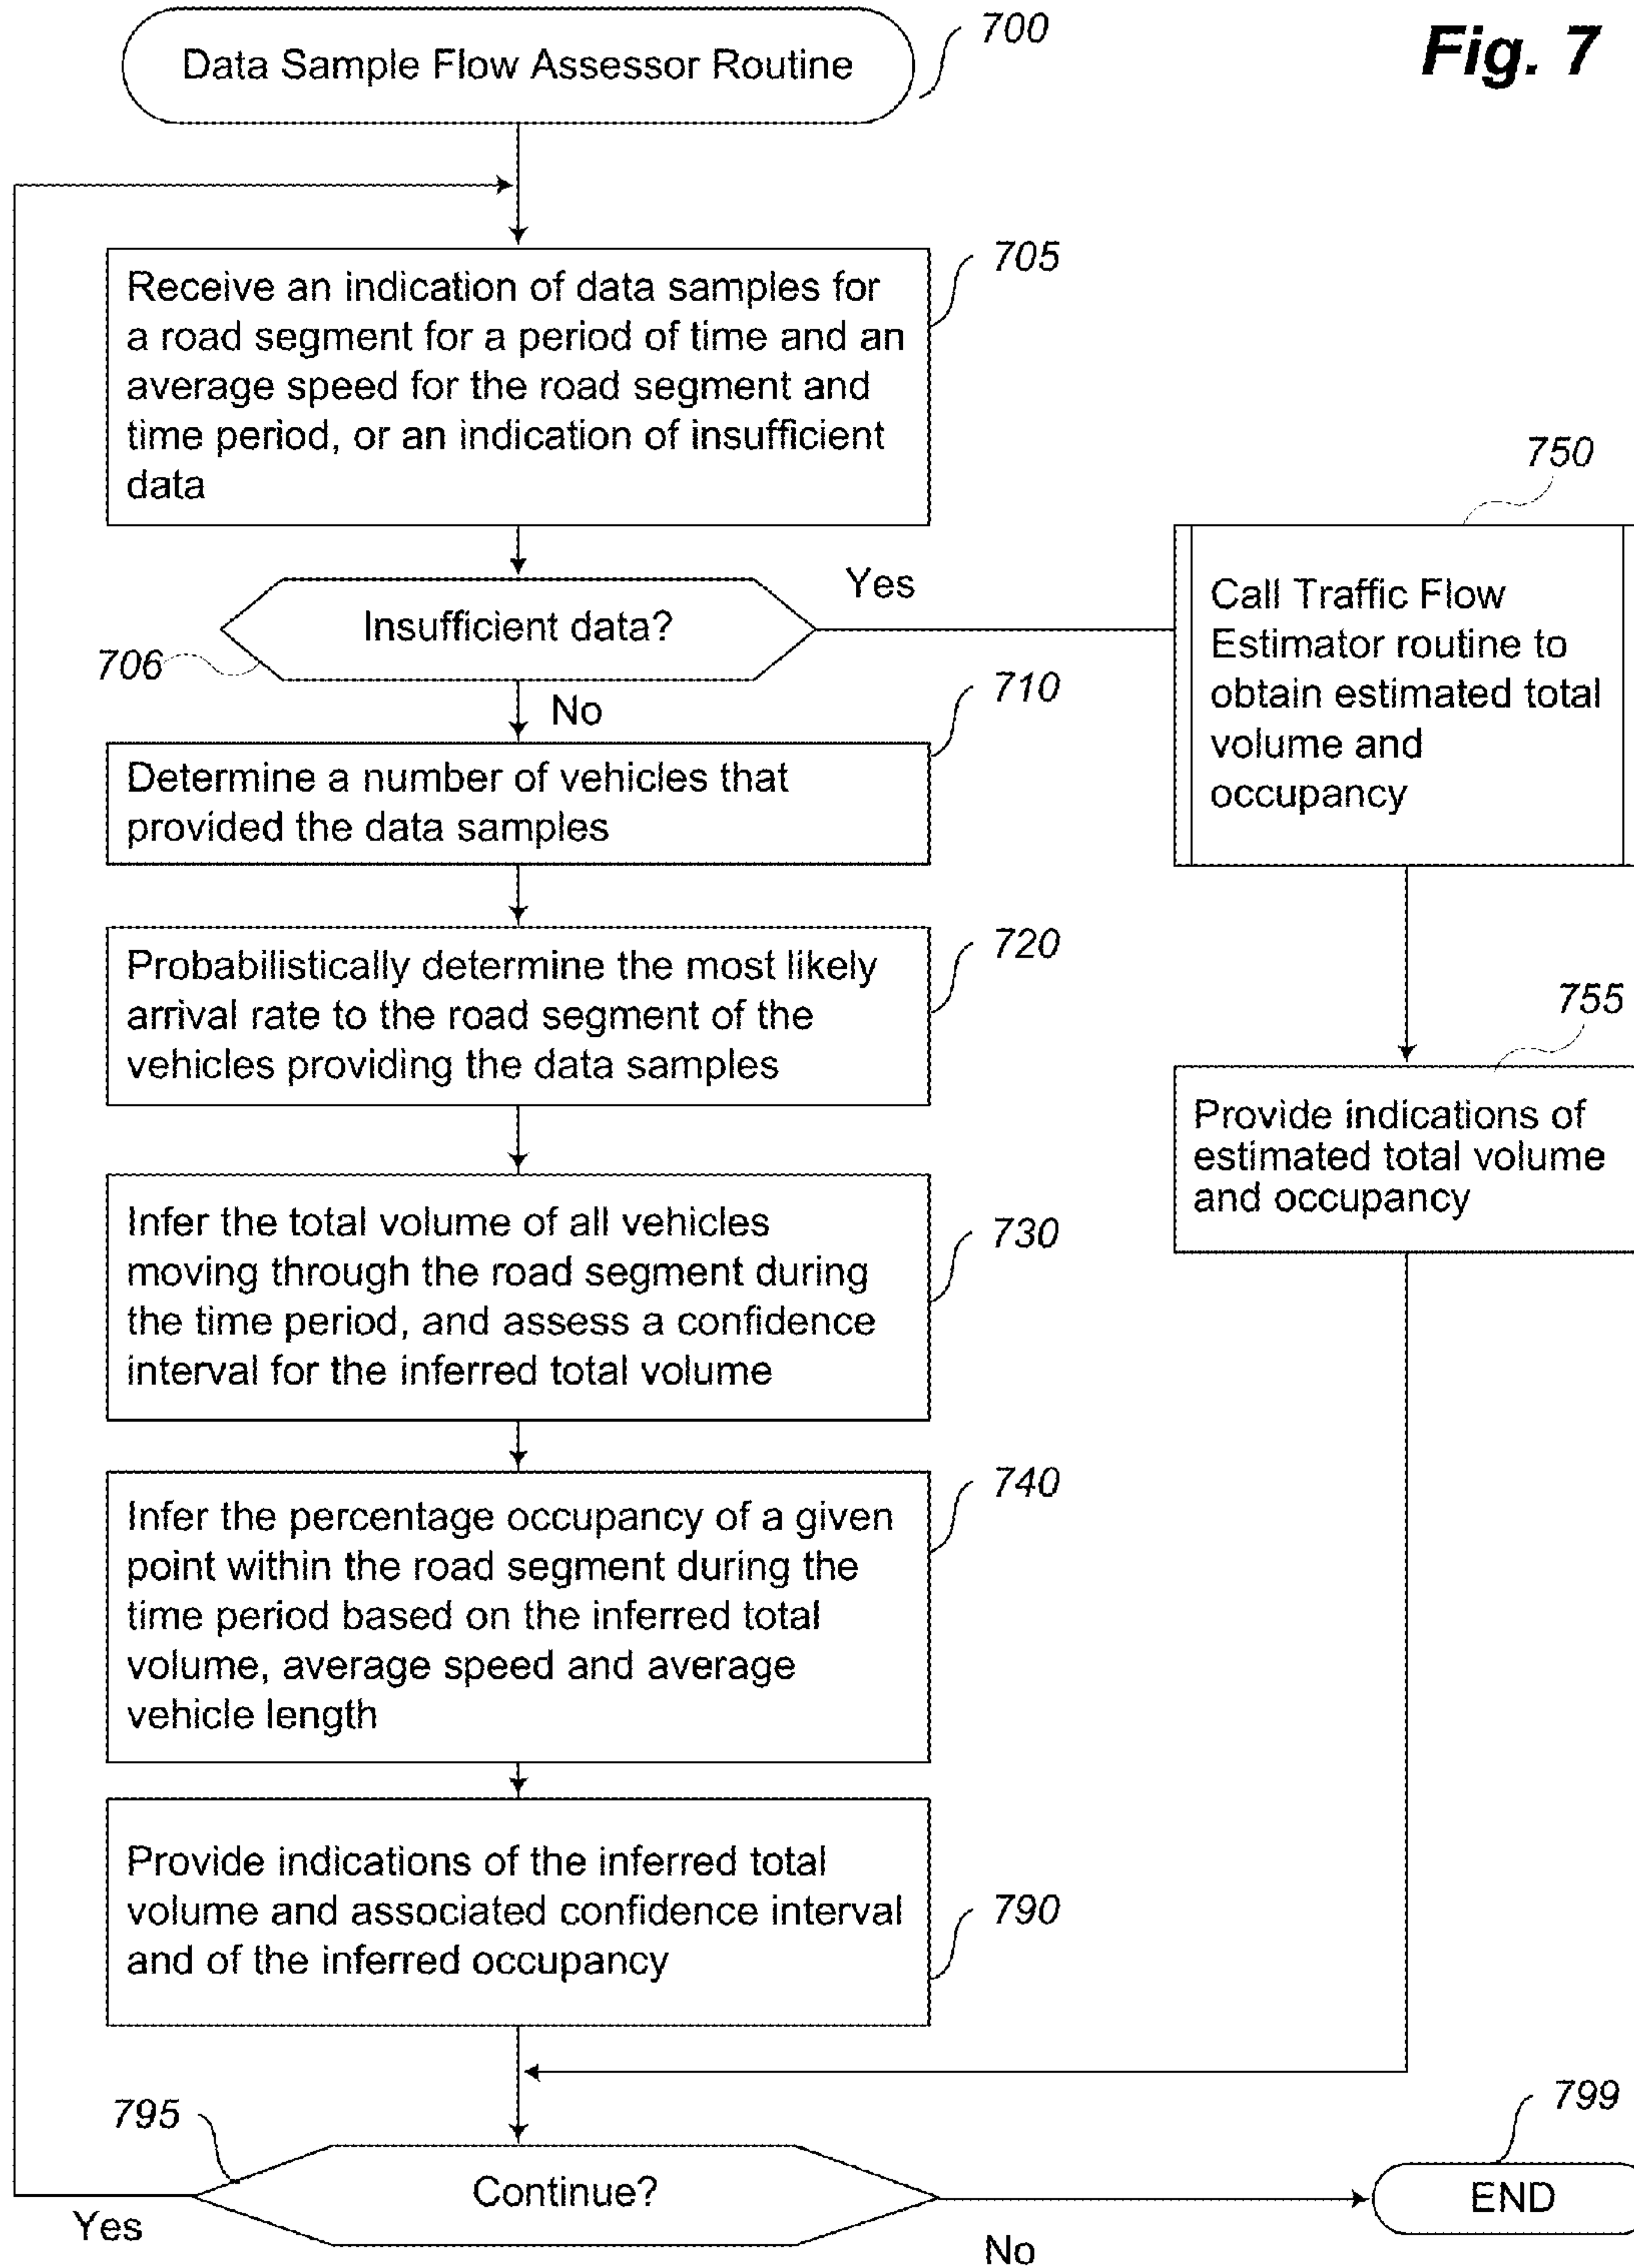 Fig. 7
Data Sample Flow Assessor Routine
700
Receive an indication of data samples for
a road segment for a period of time and an
average speed for the road segment and
time period, or an indication of insufficient
data
705
Insufficient data?
706
Yes
No
750
Call Traffic Flow
Estimator routine to
obtain estimated total
volume and
occupancy
710
Determine a number of vehicles that
provided the data samples
720
Probabilistically determine the most likely
arrival rate to the road segment of the
vehicles providing the data samples
755
Provide indications of
estimated total volume
and occupancy
Infer the total volume of all vehicles
moving through the road segment during
the time period, and assess a confidence
interval for the inferred total volume
730
Infer the percentage occupancy of a given
point within the road segment during the
time period based on the inferred total
volume, average speed and average
vehicle length
740
Provide indications of the inferred total
volume and associated confidence interval
and of the inferred occupancy
790
795
Continue?
Yes
No
799
END